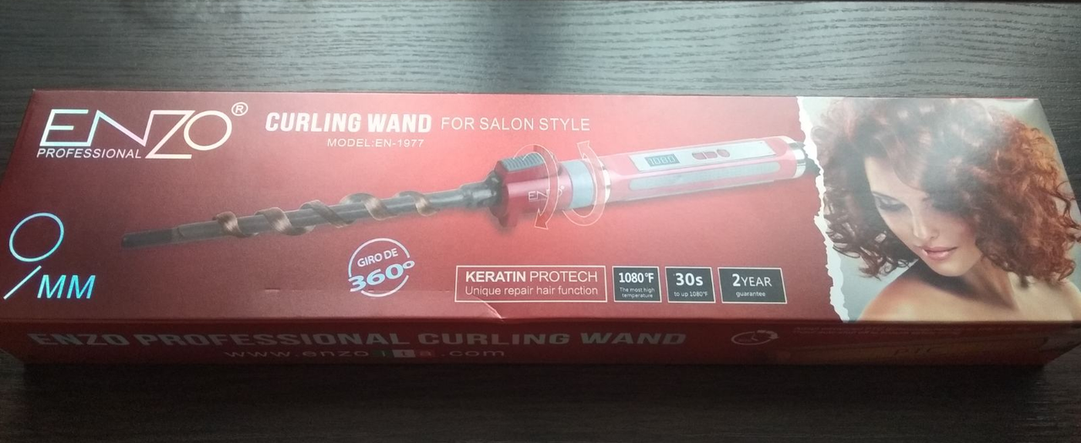 ENZO®
PROFESSIONAL
CURLING WAND FOR SALON STYLE
MODEL:EN-1977
9
MM
GIRO DE
360º
KERATIN PROTECH
Unique repair hair function
1080°F
The most high
temperature
30s
to up 1080°F
2YEAR
guarantee
ENZO PROFESSIONAL CURLING WAND